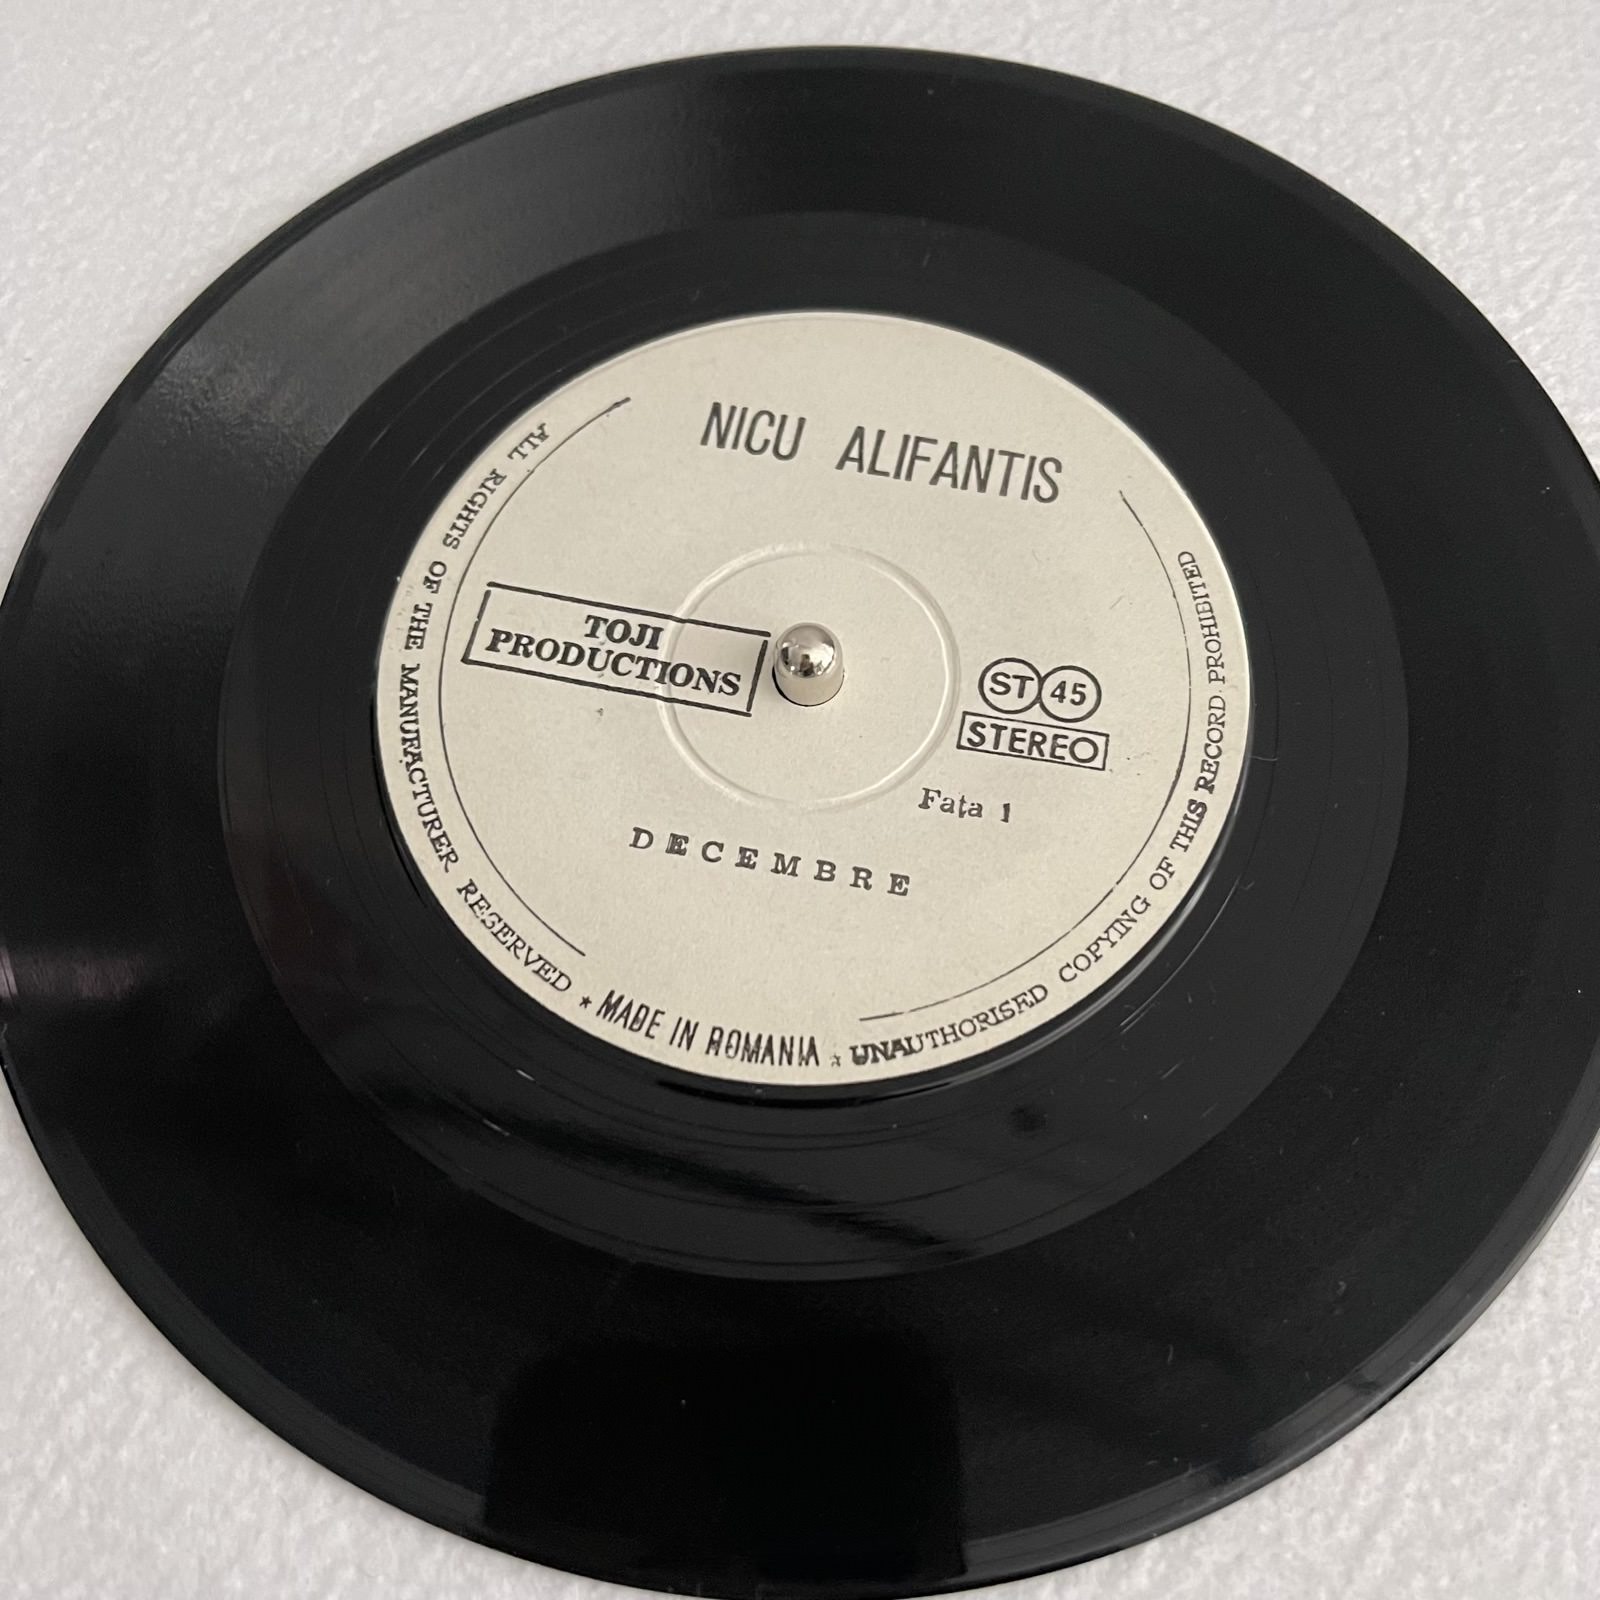 NICU ALIFANTIS
TOJI
PRODUCTIONS
ST 45
STEREO
Fata 1
DECEMBRE
ALL RIGHTS OF THE MANUFACTURER RESERVED * MADE IN ROMANIA * UNAUTHORISED COPYING OF THIS RECORD PROHIBITED